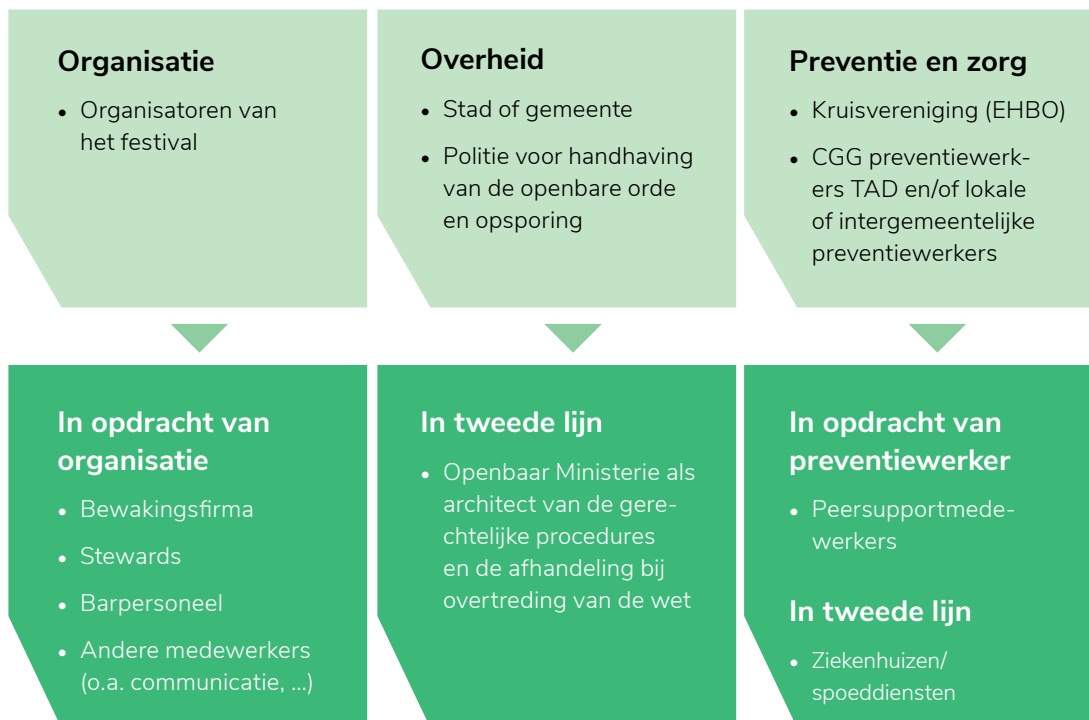 Organisatie
• Organisatoren van
het festival
Overheid
• Stad of gemeente
• Politie voor handhaving
van de openbare orde
en opsporing
Preventie en zorg
• Kruisvereniging (EHBO)
• CGG preventiewerk-
ers TAD en/of lokale
of intergemeentelijke
preventiewerkers
In opdracht van
organisatie
• Bewakingsfirma
• Stewards
• Barpersoneel
• Andere medewerkers
(o.a. communicatie, ...)
In tweede lijn
• Openbaar Ministerie als
architect van de gere-
chtelijke procedures
en de afhandeling bij
overtreding van de wet
In opdracht van
preventiewerker
• Peersupportmede-
werkers
In tweede lijn
• Ziekenhuizen/
spoeddiensten